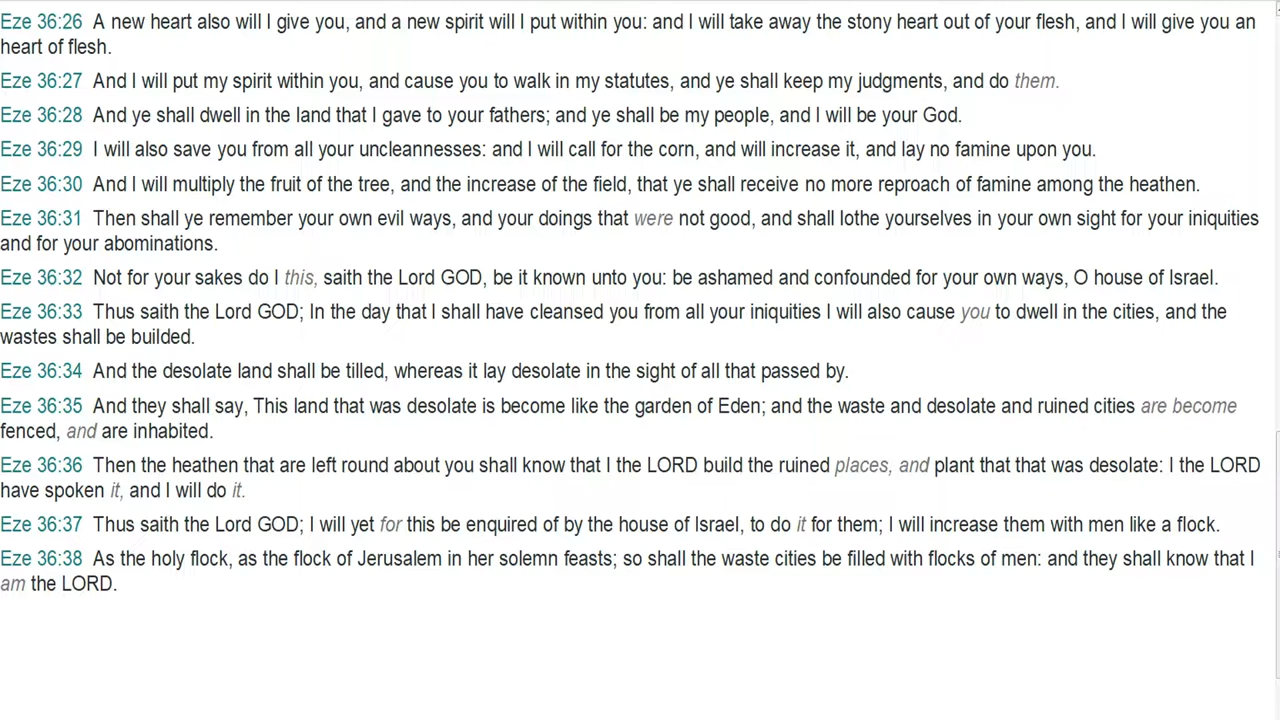 Eze 36:26 A new heart also will I give you, and a new spirit will I put within you: and I will take away the stony heart out of your flesh, and I will give you an
heart of flesh.
Eze 36:27 And I will put my spirit within you, and cause you to walk in my statutes, and ye shall keep my judgments, and do them.
Eze 36:28 And ye shall dwell in the land that I gave to your fathers; and ye shall be my people, and I will be your God.
Eze 36:29 I will also save you from all your uncleannesses: and I will call for the corn, and will increase it, and lay no famine upon you.
Eze 36:30 And I will multiply the fruit of the tree, and the increase of the field, that ye shall receive no more reproach of famine among the heathen.
Eze 36:31 Then shall ye remember your own evil ways, and your doings that were not good, and shall lothe yourselves in your own sight for your iniquities
and for your abominations.
Eze 36:32 Not for your sakes do I this, saith the Lord GOD, be it known unto you: be ashamed and confounded for your own ways, O house of Israel.
Eze 36:33 Thus saith the Lord GOD; In the day that I shall have cleansed you from all your iniquities I will also cause you to dwell in the cities, and the
wastes shall be builded.
Eze 36:34 And the desolate land shall be tilled, whereas it lay desolate in the sight of all that passed by.
Eze 36:35 And they shall say, This land that was desolate is become like the garden of Eden; and the waste and desolate and ruined cities are become
fenced, and are inhabited.
Eze 36:36 Then the heathen that are left round about you shall know that I the LORD build the ruined places, and plant that that was desolate: I the LORD
have spoken it, and I will do it.
Eze 36:37 Thus saith the Lord GOD; I will yet for this be enquired of by the house of Israel, to do it for them; I will increase them with men like a flock.
Eze 36:38 As the holy flock, as the flock of Jerusalem in her solemn feasts; so shall the waste cities be filled with flocks of men: and they shall know that I
am the LORD.